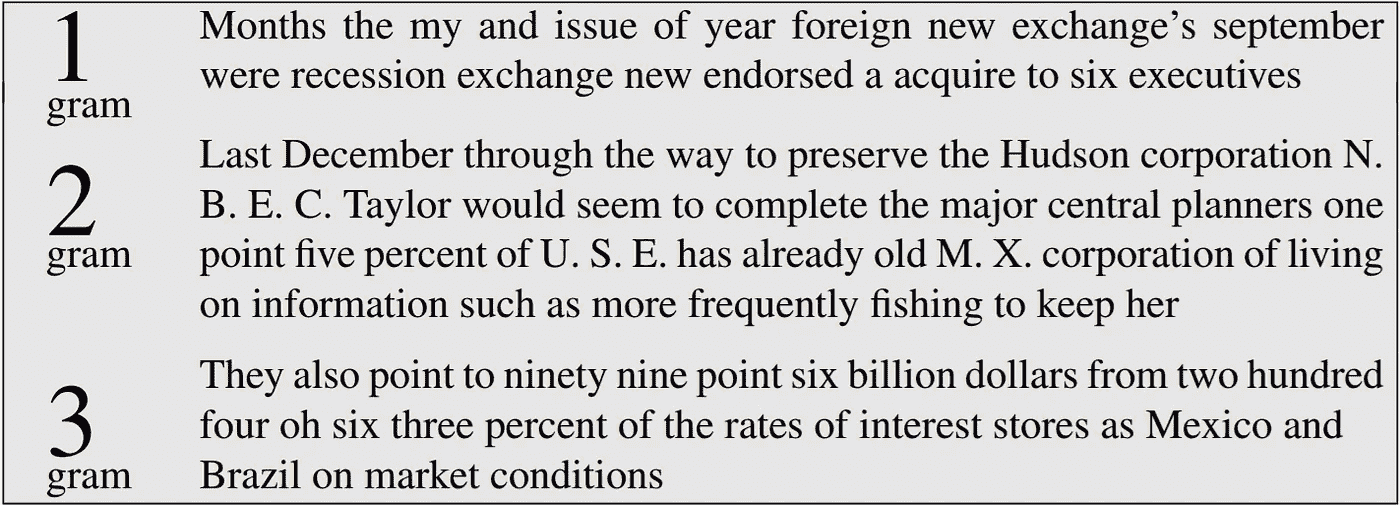 1
gram
Months the my and issue of year foreign new exchange's september
were recession exchange new endorsed a acquire to six executives
2
gram
Last December through the way to preserve the Hudson corporation N.
B. E. C. Taylor would seem to complete the major central planners one
point five percent of U. S. E. has already old M. X. corporation of living
on information such as more frequently fishing to keep her
3
gram
They also point to ninety nine point six billion dollars from two hundred
four oh six three percent of the rates of interest stores as Mexico and
Brazil on market conditions